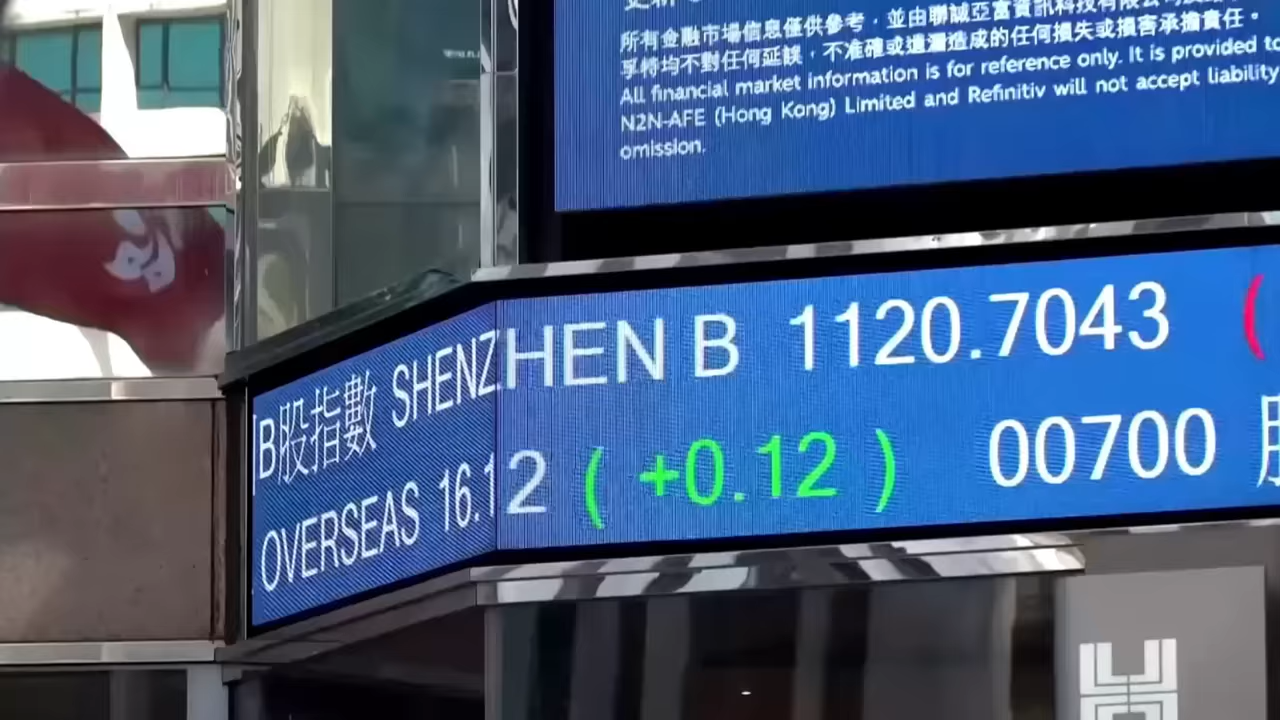 所有金融市場信息僅供參考，並由聯誠亞富資訊科技有限公司
孚特均不對任何延誤，不准確或遺漏造成的任何損失或損害承擔責任。
All financial market information is for reference only. It is provided to
N2N-AFE (Hong Kong) Limited and Refinitiv will not accept liability
omission.
B股指數 SHENZHEN B 1120.7043 (
OVERSEAS 16.12 ( +0.12 ) 00700